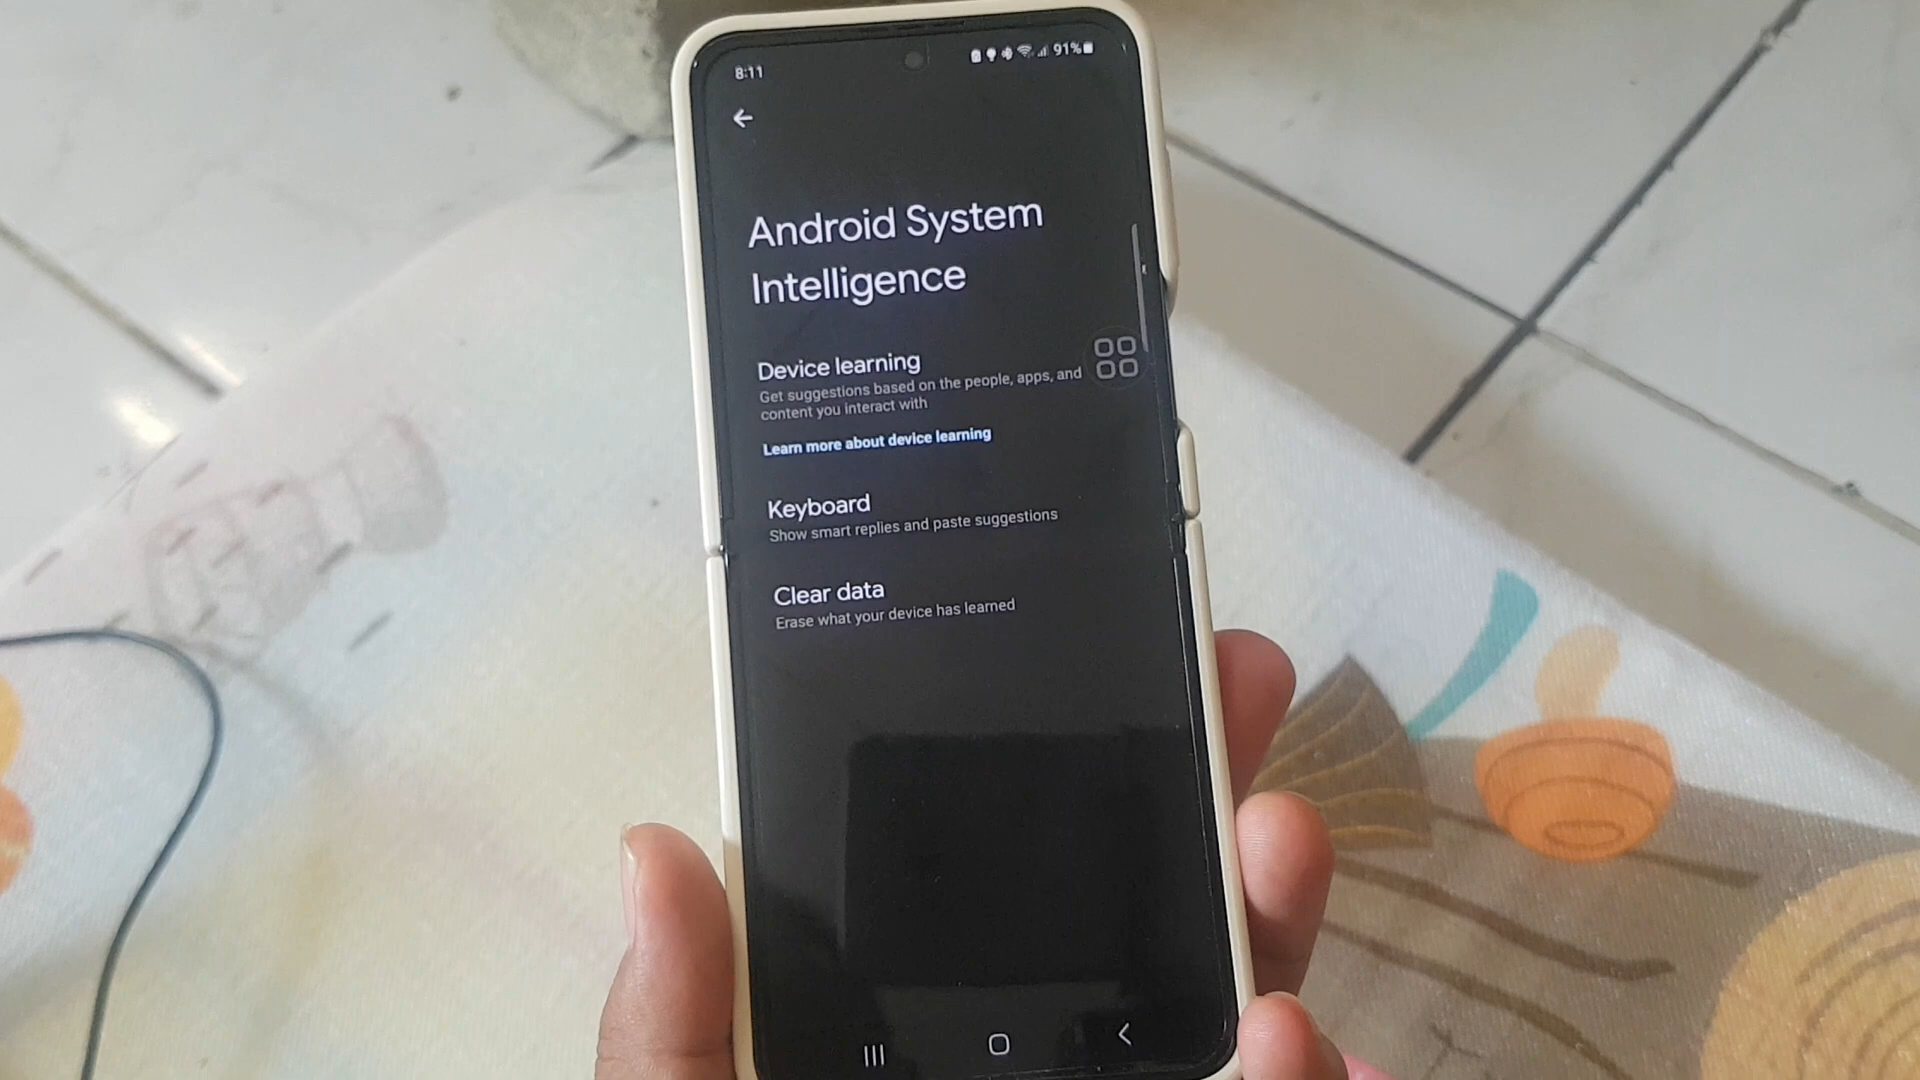 8:11
91%
Android System
Intelligence
Device learning
Get suggestions based on the people, apps, and
content you interact with
Learn more about device learning
Keyboard
Show smart replies and paste suggestions
Clear data
Erase what your device has learned